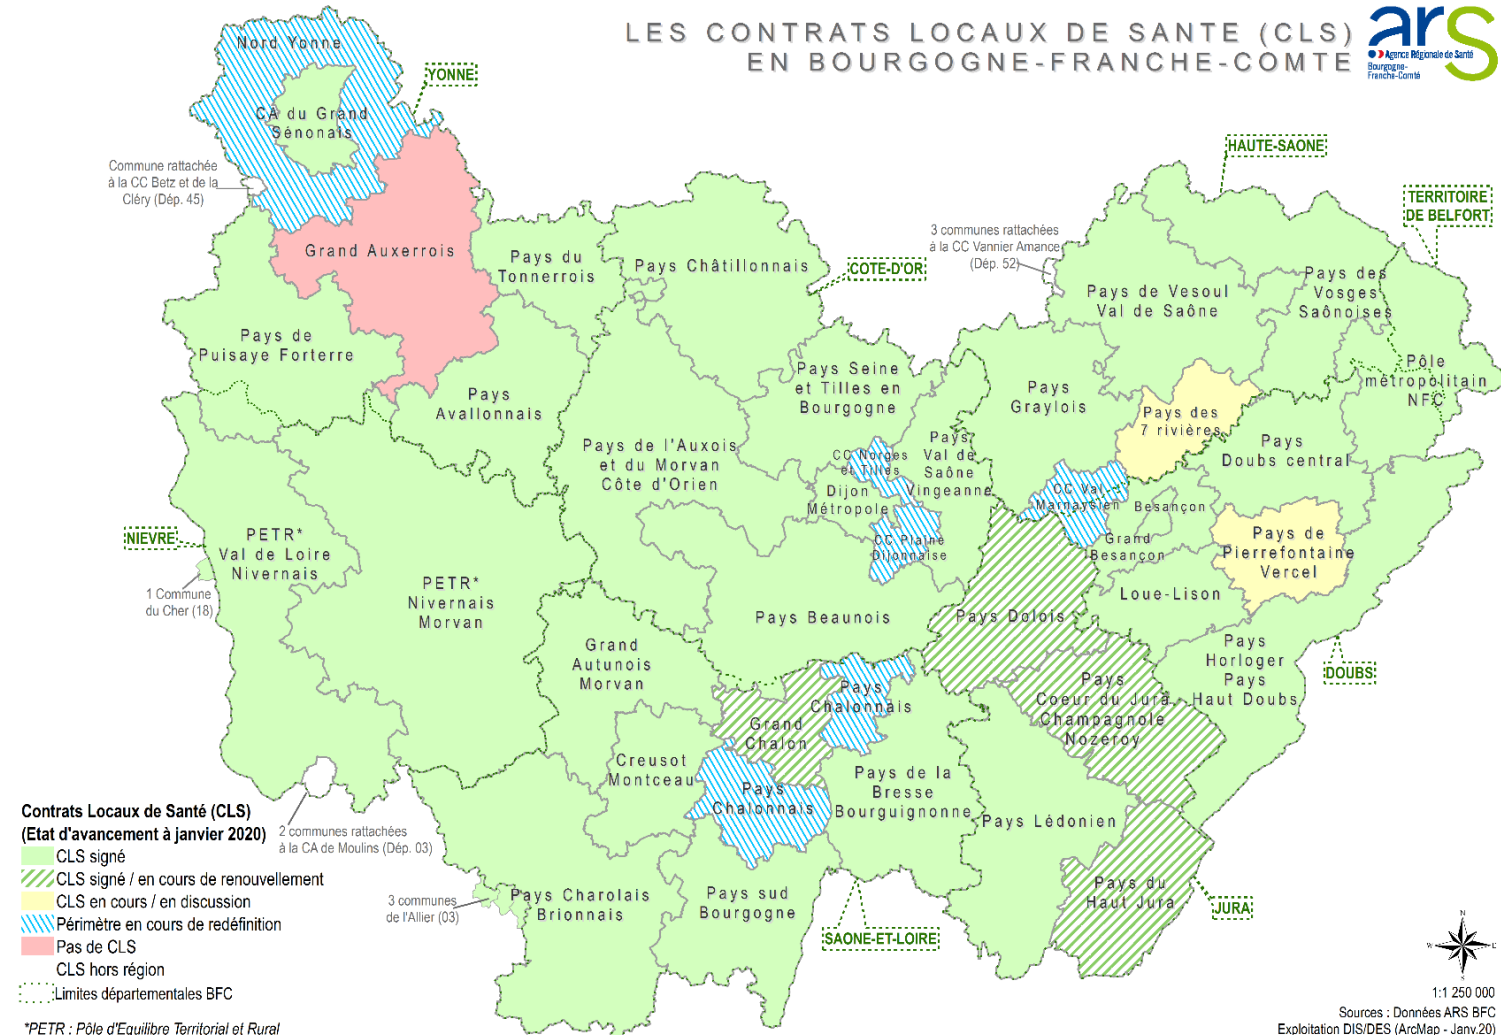 LES CONTRATS LOCAUX DE SANTE (CLS)
EN BOURGOGNE-FRANCHE-COMTE
ars
Agence Régionale de Santé
Bourgogne-
Franche-Comté
Nord Yonne
YONNE
CA du Grand
Sénonais
Commune rattachée
à la CC Betz et de la
Cléry (Dép. 45)
HAUTE-SAONE
TERRITOIRE
DE BELFORT
3 communes rattachées
à la CC Vannier Amance
(Dép. 52)
Grand Auxerrois
Pays du
Tonnerrois
Pays Châtillonnais
COTE-D'OR
Pays de Vesoul
Val de Saône
Pays des
Vosges
Saônoises
Pays de
Puisaye Forterre
Pôle
métropolitain
NFC
Pays Seine
et Tilles en
Bourgogne
Pays
Avallonnais
Pays
Graylois
Pays des
7 rivières
Pays de l'Auxois
et du Morvan
Côte d'Orien
CC Norges
et Tilles
Pays
Val de
Saône
Vingeanne
Pays
Doubs central
Dijon
Métropole
CC Val
Marnaysien
Besançon
Grand
Besançon
CC Plaine
Dijonnaise
Pays de
Pierrefontaine
Vercel
NIEVRE
PETR*
Val de Loire
Nivernais
1 Commune
du Cher (18)
PETR*
Nivernais
Morvan
Loue-Lison
Pays Beaunois
Pays Dolois
Grand
Autunois
Morvan
Pays
Horloger
Pays
Haut Doubs
DOUBS
Pays
Chalonnais
Pays
Coeur du Jura
Champagnole
Nozeroy
Grand
Chalon
Creusot
Montceau
Pays
Chalonnais
Pays de la
Bresse
Bourguignonne
Pays Lédonien
Pays du
Haut Jura
JURA
Pays Charolais
Brionnais
Pays sud
Bourgogne
SAONE-ET-LOIRE
2 communes rattachées
à la CA de Moulins (Dép. 03)
3 communes
de l'Allier (03)
Contrats Locaux de Santé (CLS)
(Etat d'avancement à janvier 2020)
CLS signé
CLS signé / en cours de renouvellement
CLS en cours / en discussion
Périmètre en cours de redéfinition
Pas de CLS
CLS hors région
Limites départementales BFC
*PETR : Pôle d'Equilibre Territorial et Rural
N
W
E
S
1:1 250 000
Sources : Données ARS BFC
Exploitation DIS/DES (ArcMap - Janv.20)